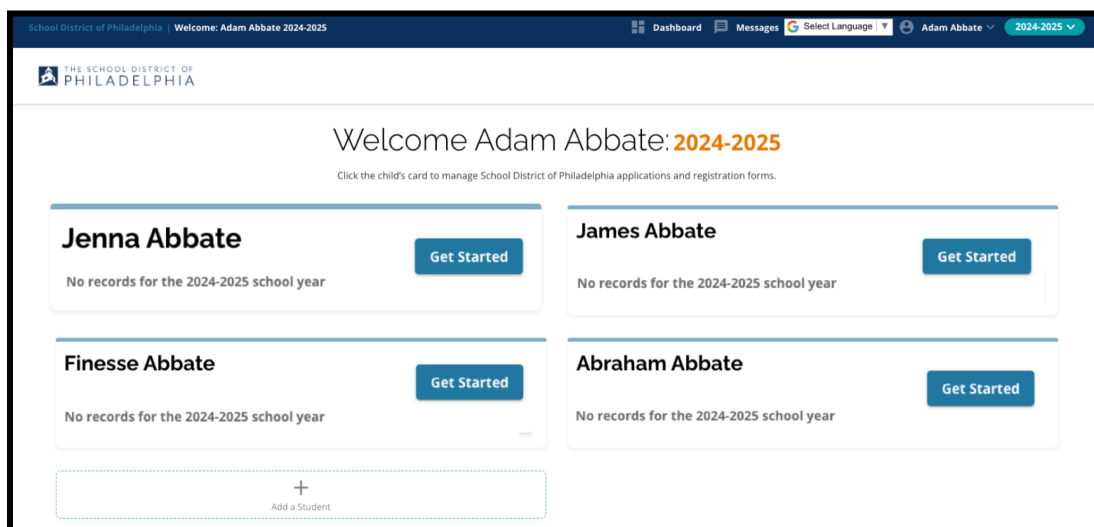 School District of Philadelphia | Welcome: Adam Abbate 2024-2025 Dashboard Messages Select Language ▼ Adam Abbate 2024-2025
THE SCHOOL DISTRICT OF
PHILADELPHIA
Welcome Adam Abbate: 2024-2025
Click the child's card to manage School District of Philadelphia applications and registration forms.
Jenna Abbate
Get Started
No records for the 2024-2025 school year
James Abbate
Get Started
No records for the 2024-2025 school year
Finesse Abbate
Get Started
No records for the 2024-2025 school year
Abraham Abbate
Get Started
No records for the 2024-2025 school year
+
Add a Student